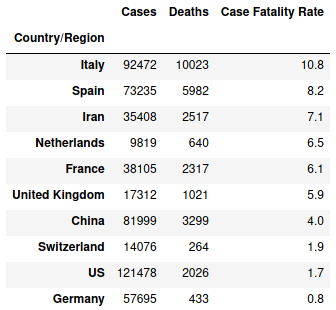 Cases Deaths Case Fatality Rate
Country/Region
Italy 92472 10023 10.8
Spain 73235 5982 8.2
Iran 35408 2517 7.1
Netherlands 9819 640 6.5
France 38105 2317 6.1
United Kingdom 17312 1021 5.9
China 81999 3299 4.0
Switzerland 14076 264 1.9
US 121478 2026 1.7
Germany 57695 433 0.8